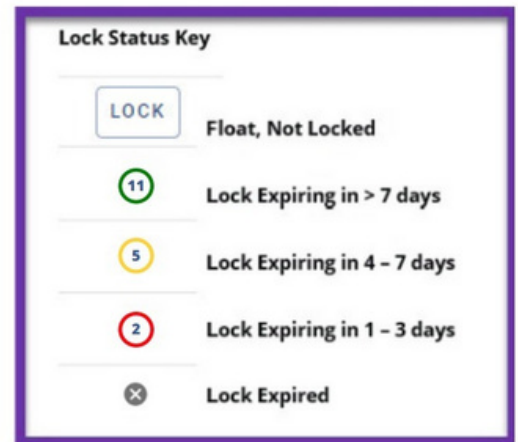 Lock Status Key
LOCK
Float, Not Locked
11
Lock Expiring in > 7 days
5
Lock Expiring in 4 – 7 days
2
Lock Expiring in 1 – 3 days
Lock Expired